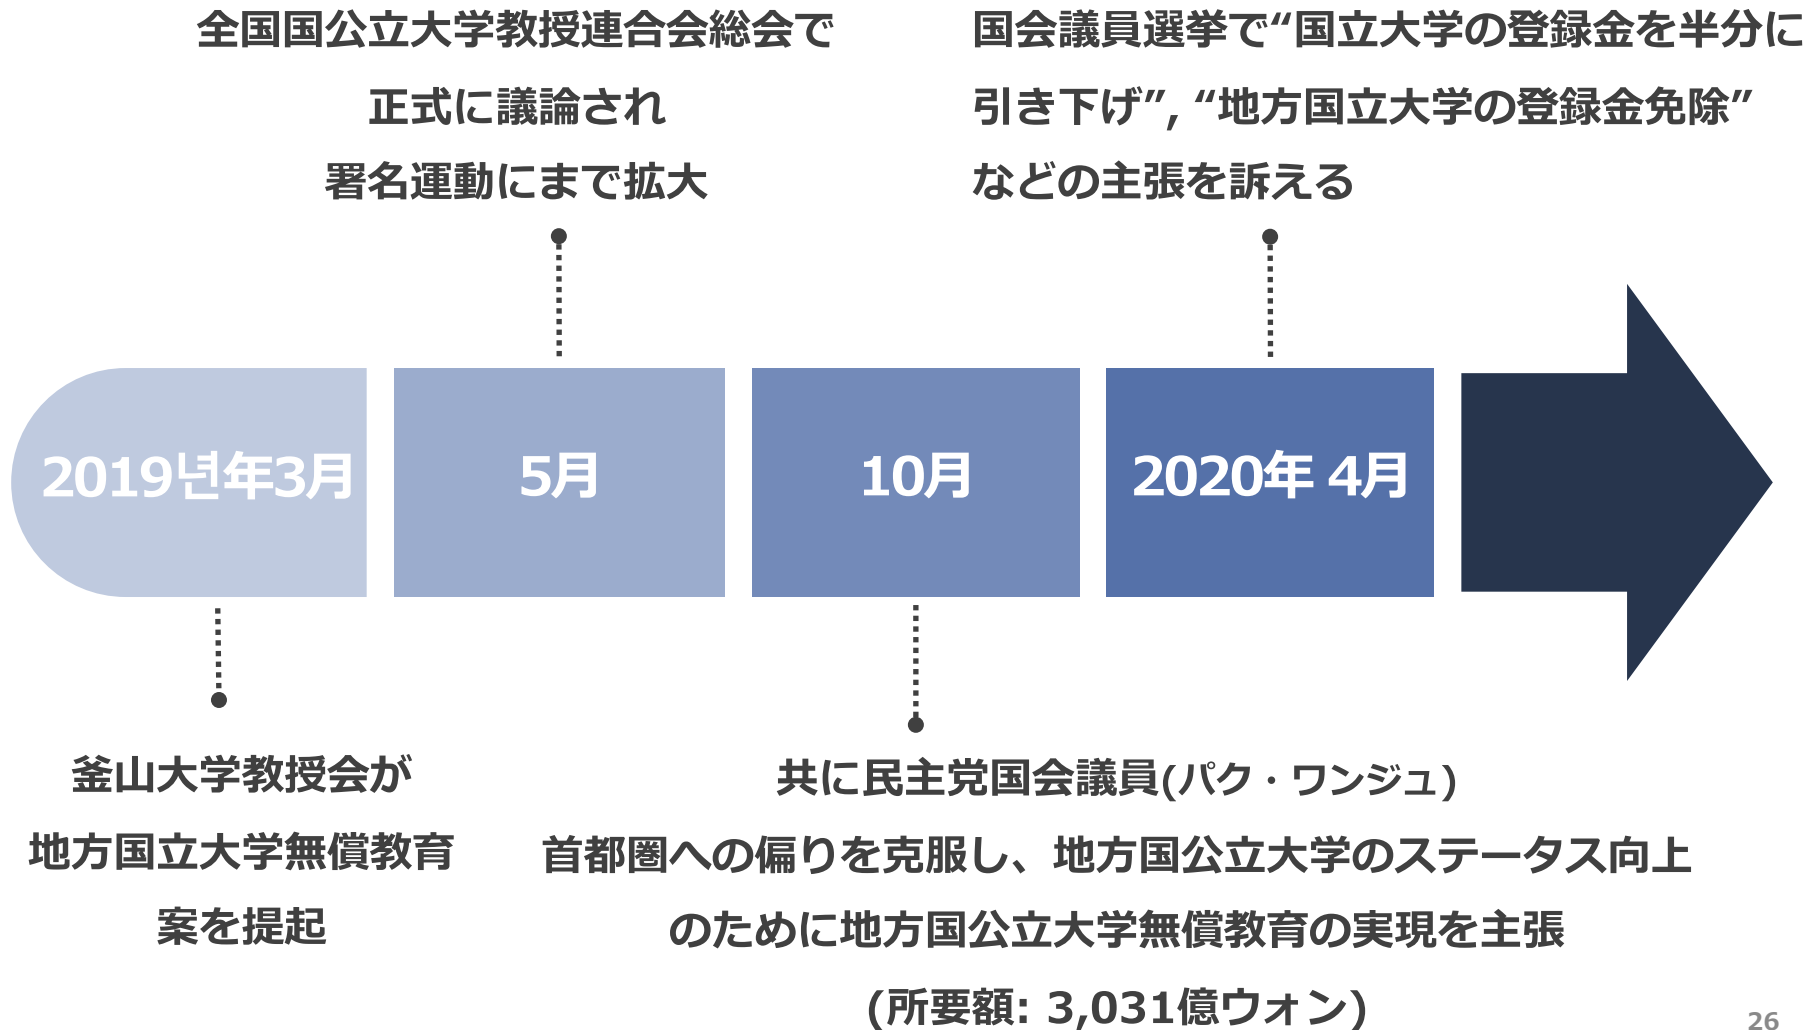 全国国公立大学教授連合会総会で
正式に議論され
署名運動にまで拡大
国会議員選挙で“国立大学の登録金を半分に
引き下げ”, “地方国立大学の登録金免除”
などの主張を訴える
2019년年3月
5月
10月
2020年 4月
釜山大学教授会が
地方国立大学無償教育
案を提起
共に民主党国会議員(パク・ワンジュ)
首都圏への偏りを克服し、地方国公立大学のステータス向上
のために地方国公立大学無償教育の実現を主張
(所要額: 3,031億ウォン)
26